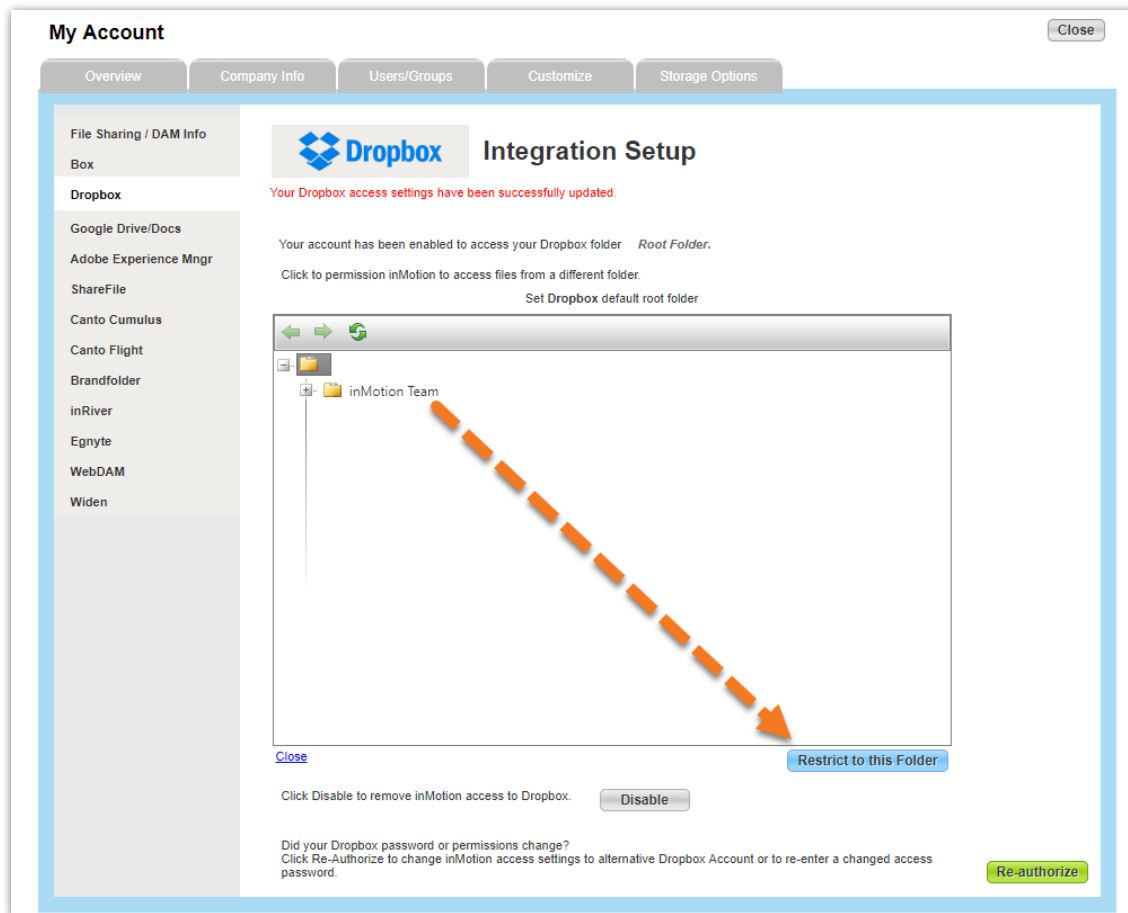 My Account
Close
Overview
Company Info
Users/Groups
Customize
Storage Options
File Sharing / DAM Info
Box
Dropbox
Google Drive/Docs
Adobe Experience Mngr
ShareFile
Canto Cumulus
Canto Flight
Brandfolder
inRiver
Egnyte
WebDAM
Widen
Dropbox Integration Setup
Your Dropbox access settings have been successfully updated.
Your account has been enabled to access your Dropbox folder Root Folder.
Click to permission inMotion to access files from a different folder.
Set Dropbox default root folder
inMotion Team
Close
Restrict to this Folder
Click Disable to remove inMotion access to Dropbox.
Disable
Did your Dropbox password or permissions change?
Click Re-Authorize to change inMotion access settings to alternative Dropbox Account or to re-enter a changed access
password.
Re-authorize